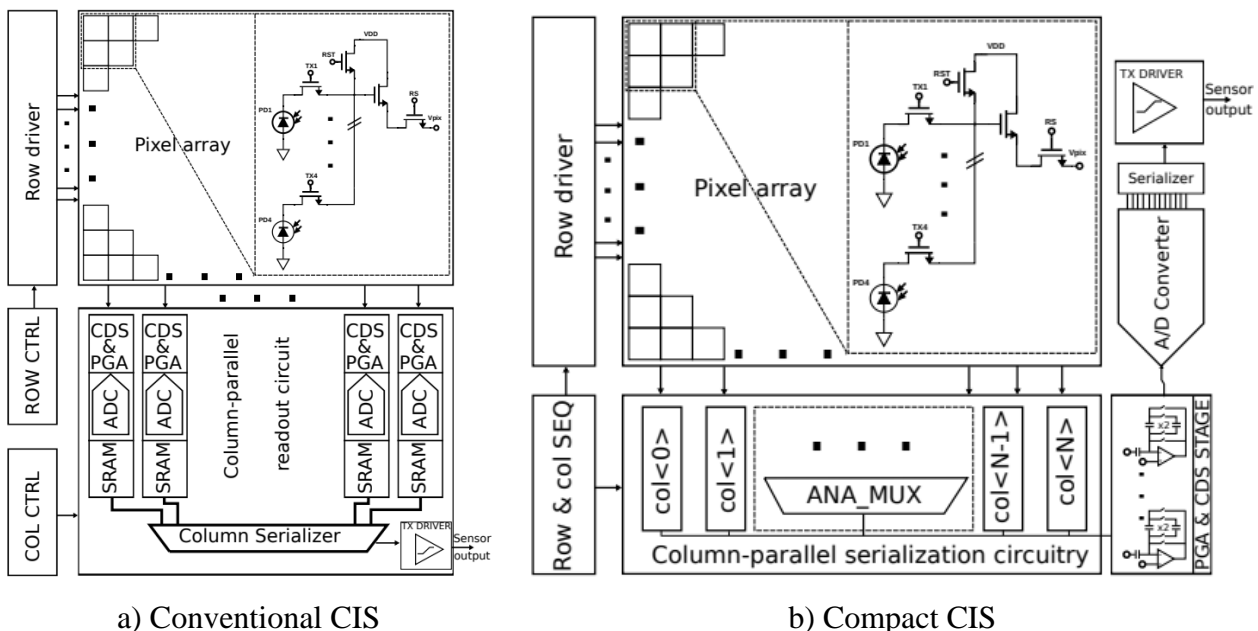 Row driver
ROW CTRL
COL CTRL
Pixel array
VDD
RST
TX1
RS
Vpix
PD1
TX4
PD4
CDS
&
PGA
ADC
SRAM
CDS
&
PGA
ADC
SRAM
Column-parallel
readout circuit
CDS
&
PGA
ADC
SRAM
CDS
&
PGA
ADC
SRAM
Column Serializer
TX DRIVER
Sensor
output
a) Conventional CIS
Row driver
Row & col SEQ
Pixel array
VDD
RST
TX1
RS
Vpix
PD1
TX4
PD4
col<0>
col<1>
ANA_MUX
col<N-1>
col<N>
Column-parallel serialization circuitry
TX DRIVER
Sensor
output
Serializer
A/D Converter
x2
x2
PGA & CDS STAGE
b) Compact CIS